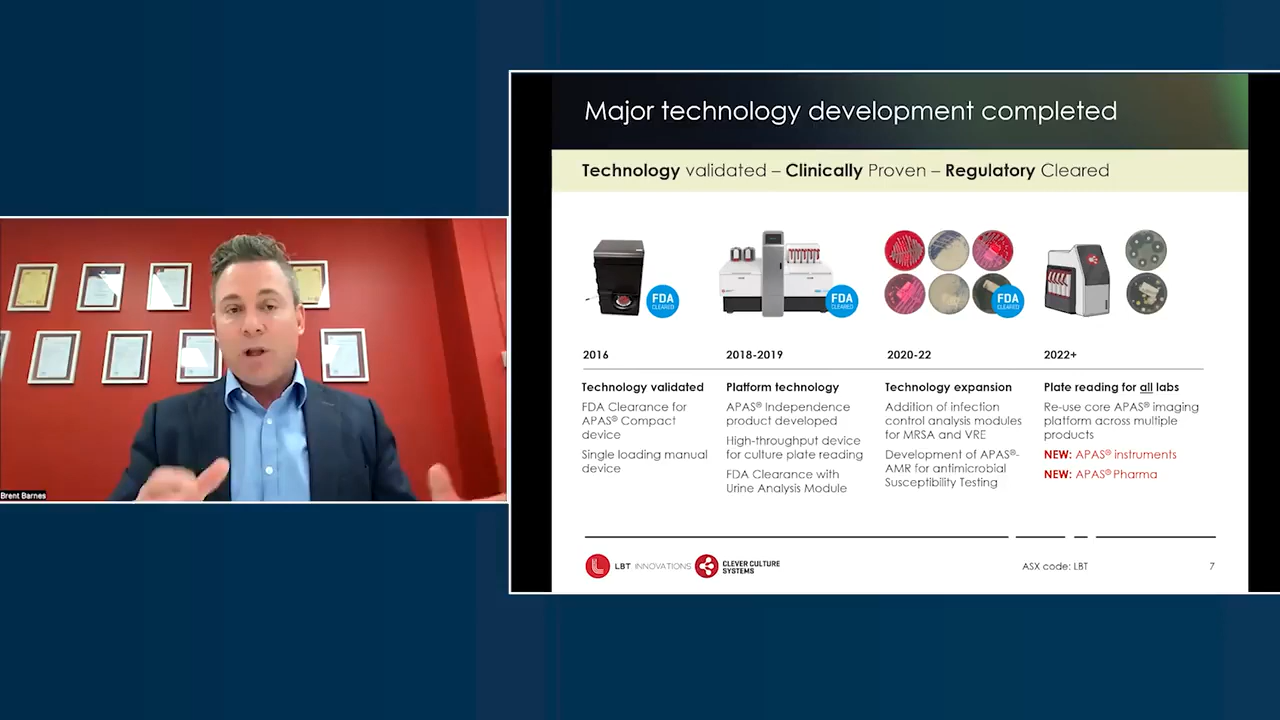 Major technology development completed
Technology validated – Clinically Proven – Regulatory Cleared
FDA
CLEARED
FDA
CLEARED
FDA
CLEARED
2016
Technology validated
FDA Clearance for
APAS® Compact
device
Single loading manual
device
2018-2019
Platform technology
APAS® Independence
product developed
High-throughput device
for culture plate reading
FDA Clearance with
Urine Analysis Module
2020-22
Technology expansion
Addition of infection
control analysis modules
for MRSA and VRE
Development of APAS®-
AMR for antimicrobial
Susceptibility Testing
2022+
Plate reading for all labs
Re-use core APAS® imaging
platform across multiple
products
NEW: APAS® instruments
NEW: APAS® Pharma
LBT INNOVATIONS
CLEVER CULTURE
SYSTEMS
ASX code: LBT
7
Brent Barnes